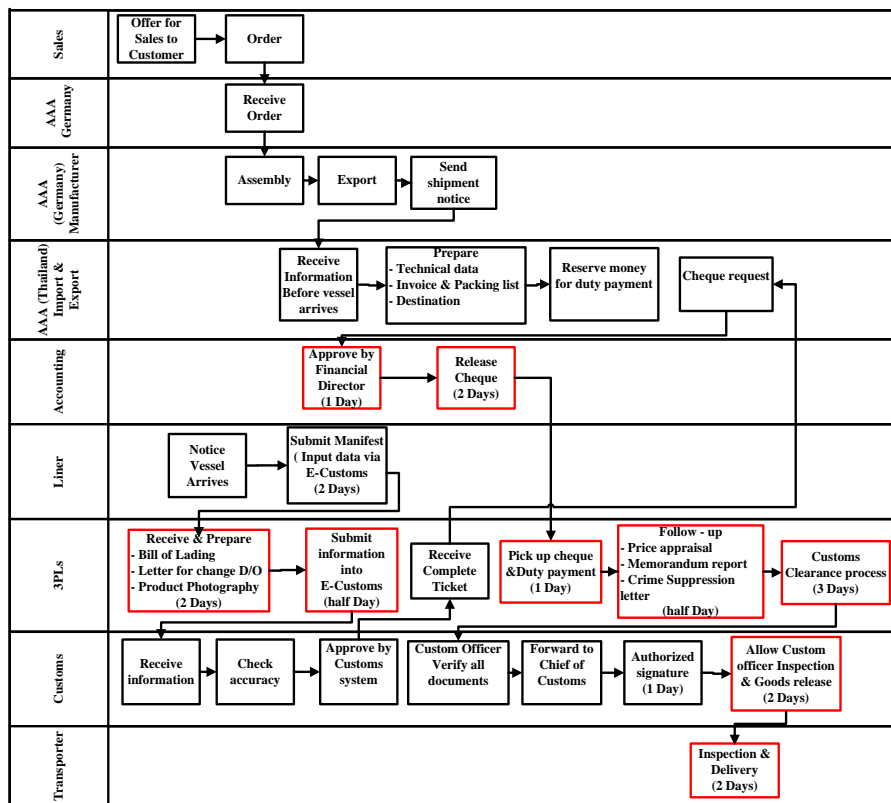 Sales
Offer for
Sales to
Customer
Order
AAA
Germany
Receive
Order
AAA
(Germany)
Manufacturer
Assembly
Export
Send
shipment
notice
AAA (Thailand)
Import &
Export
Receive
Information
Before vessel
arrives
Prepare
- Technical data
- Invoice & Packing list
- Destination
Reserve money
for duty payment
Cheque request
Accounting
Approve by
Financial
Director
(1 Day)
Release
Cheque
(2 Days)
Liner
Notice
Vessel
Arrives
Submit Manifest
( Input data via
E-Customs
(2 Days)
3PLs
Receive & Prepare
- Bill of Lading
- Letter for change D/O
- Product Photography
(2 Days)
Submit
information
into
E-Customs
(half Day)
Receive
Complete
Ticket
Pick up cheque
&Duty payment
(1 Day)
Follow - up
- Price appraisal
- Memorandum report
- Crime Suppression
letter
(half Day)
Customs
Clearance process
(3 Days)
Customs
Receive
information
Check
accuracy
Approve by
Customs
system
Custom Officer
Verify all
documents
Forward to
Chief of
Customs
Authorized
signature
(1 Day)
Allow Custom
officer Inspection
& Goods release
(2 Days)
Transporter
Inspection &
Delivery
(2 Days)